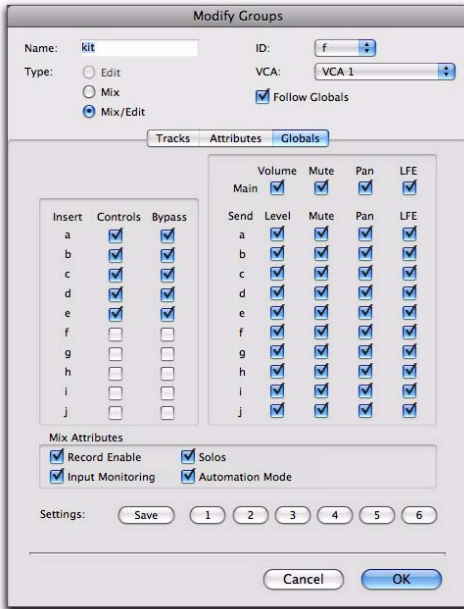 Modify Groups
Name: kit ID: f
Type: Edit VCA: VCA 1
Mix Follow Globals
Mix/Edit
Tracks Attributes Globals
Volume Mute Pan LFE
Main
Insert Controls Bypass Send Level Mute Pan LFE
a a
b b
c c
d d
e e
f f
g g
h h
i i
j j
Mix Attributes
Record Enable Solos
Input Monitoring Automation Mode
Settings: Save 1 2 3 4 5 6
Cancel OK